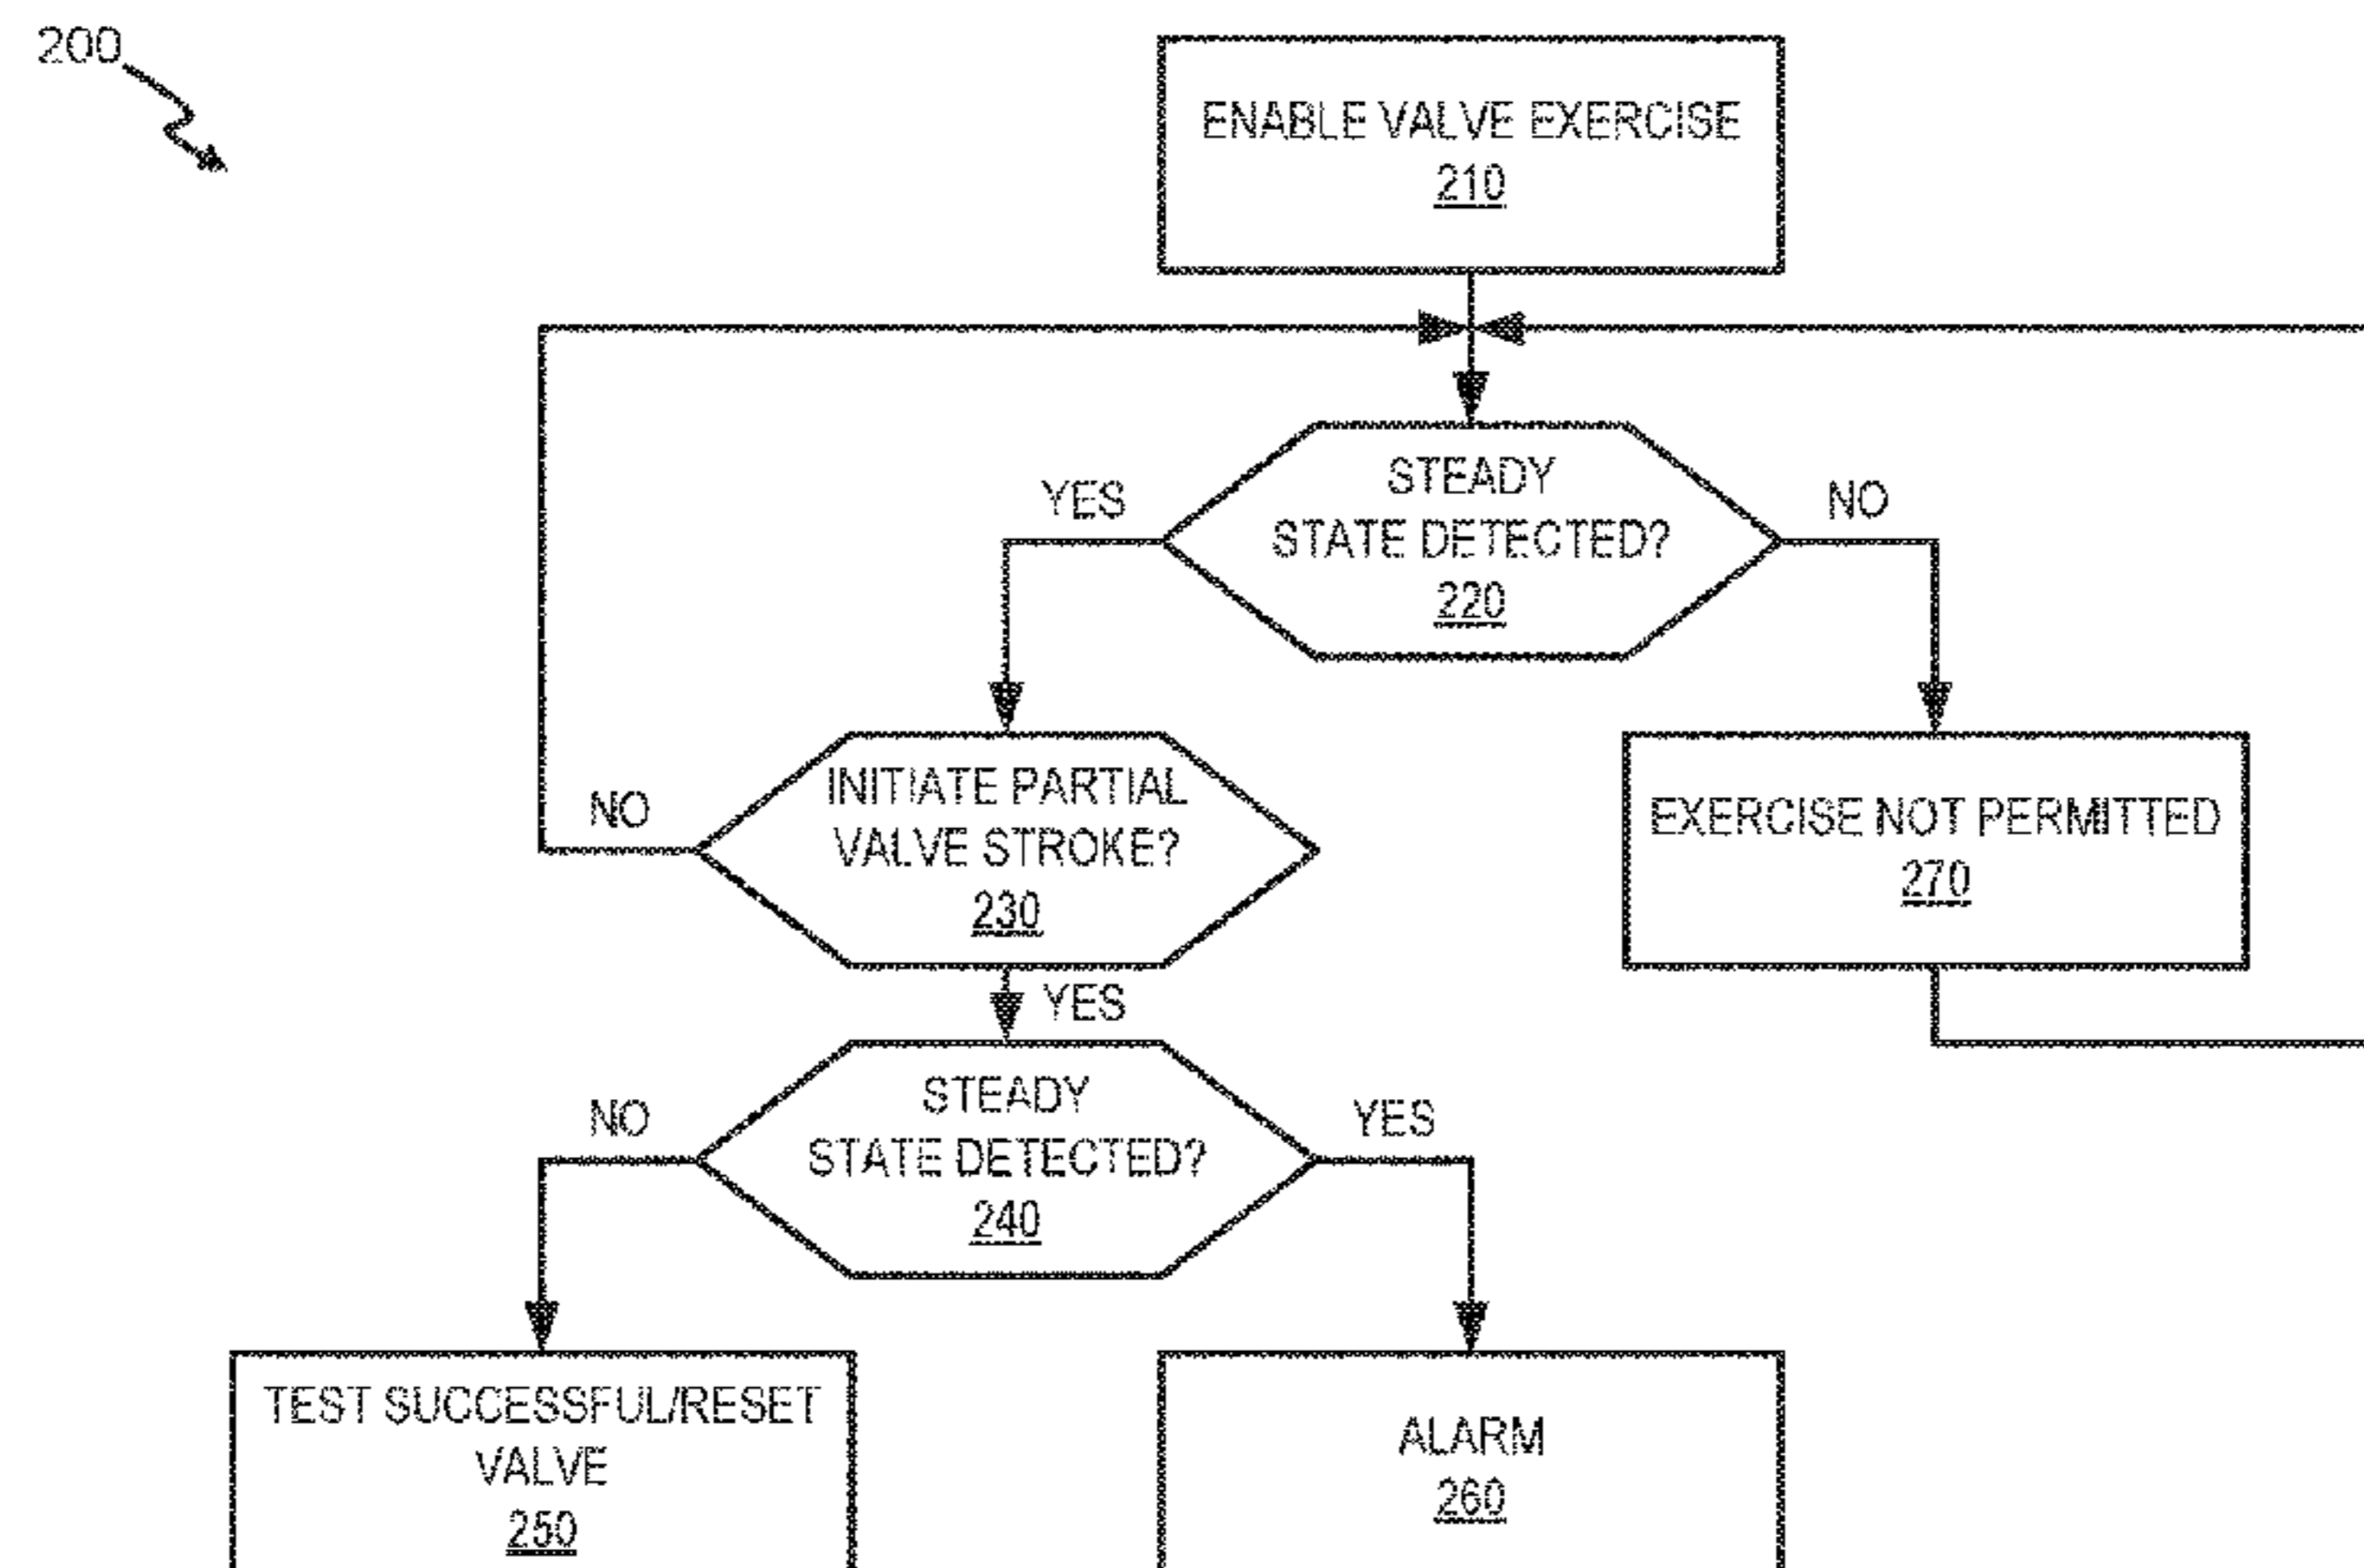 200
ENABLE VALVE EXERCISE
210
STEADY
STATE DETECTED?
220
YES
NO
INITIATE PARTIAL
VALVE STROKE?
230
NO
YES
EXERCISE NOT PERMITTED
270
STEADY
STATE DETECTED?
240
NO
YES
TEST SUCCESSFUL/RESET
VALVE
250
ALARM
260